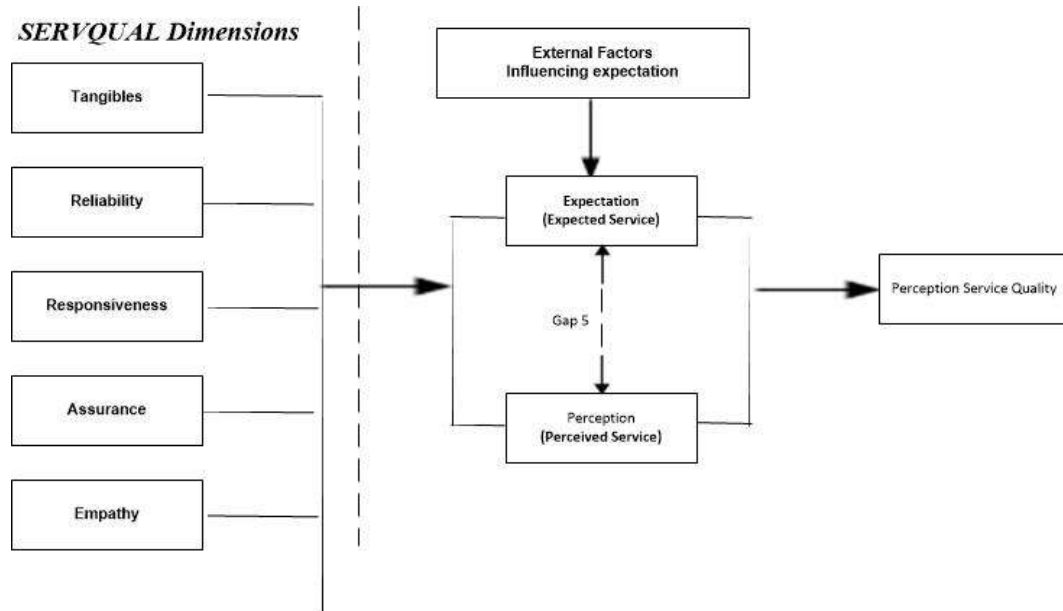 SERVQUAL Dimensions
Tangibles
Reliability
Responsiveness
Assurance
Empathy
External Factors
Influencing expectation
Expectation
(Expected Service)
Gap 5
Perception
(Perceived Service)
Perception Service Quality